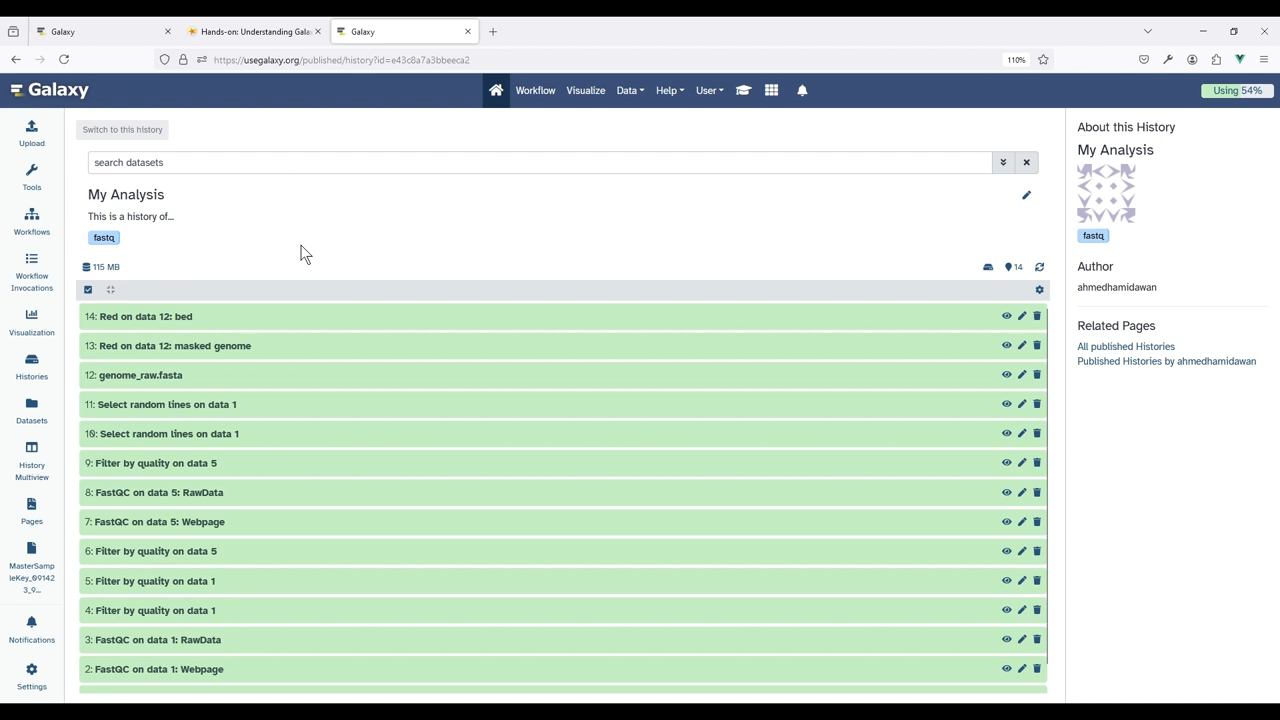 Galaxy
Hands-on: Understanding Gala
Galaxy
https://usegalaxy.org/published/history?id=e43c8a7a3bbeeca2
110%
Galaxy
Workflow
Visualize
Data
Help
User
Using 54%
Upload
Tools
Workflows
Workflow
Invocations
Visualization
Histories
Datasets
History
Multiview
Pages
MasterSamp
leKey_09142
3_9...
Notifications
Settings
Switch to this history
search datasets
My Analysis
This is a history of...
fastq
115 MB
14
14: Red on data 12: bed
13: Red on data 12: masked genome
12: genome_raw.fasta
11: Select random lines on data 1
10: Select random lines on data 1
9: Filter by quality on data 5
8: FastQC on data 5: RawData
7: FastQC on data 5: Webpage
6: Filter by quality on data 5
5: Filter by quality on data 1
4: Filter by quality on data 1
3: FastQC on data 1: RawData
2: FastQC on data 1: Webpage
About this History
My Analysis
fastq
Author
ahmedhamidawan
Related Pages
All published Histories
Published Histories by ahmedhamidawan